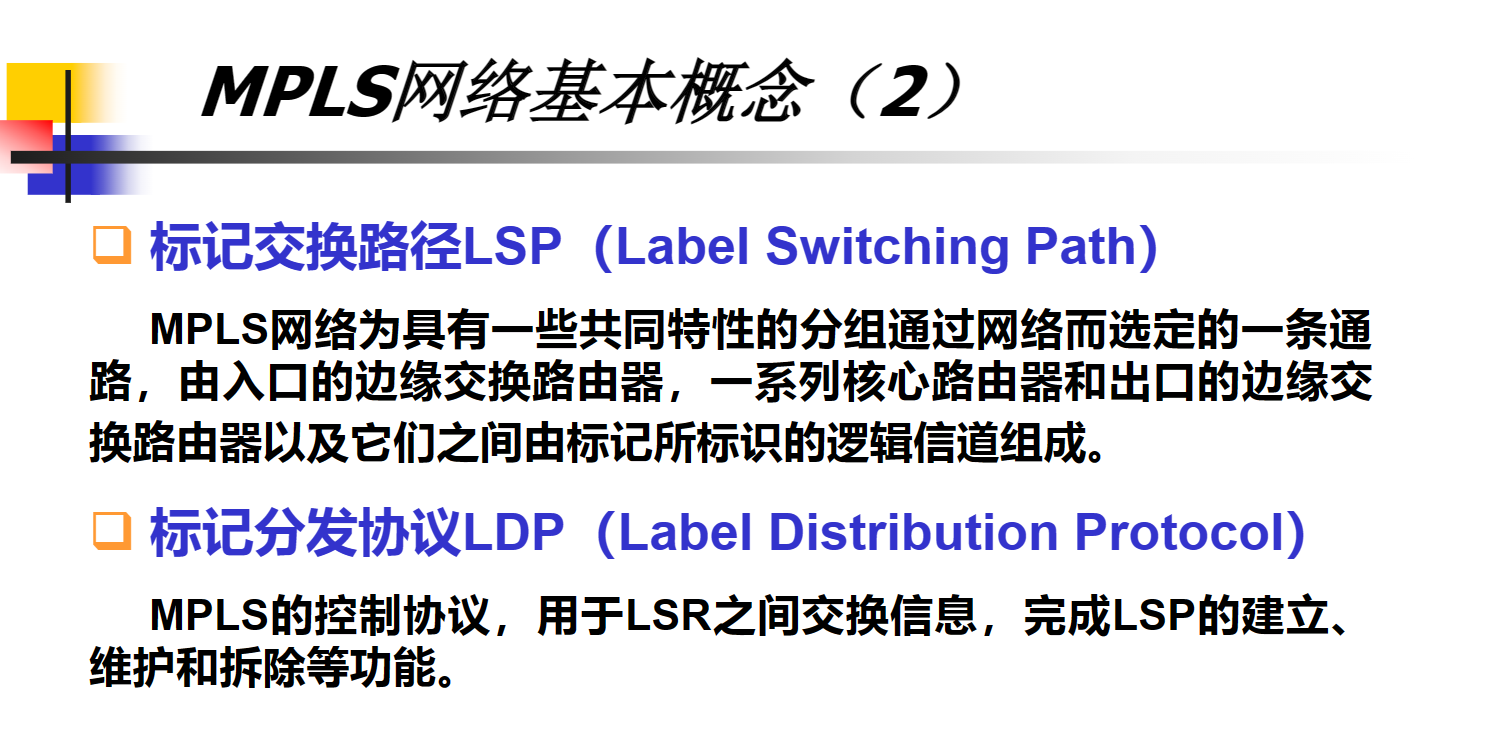 MPLS网络基本概念（2）
标记交换路径LSP（Label Switching Path）
MPLS网络为具有一些共同特性的分组通过网络而选定的一条通
路，由入口的边缘交换路由器，一系列核心路由器和出口的边缘交
换路由器以及它们之间由标记所标识的逻辑信道组成。
标记分发协议LDP（Label Distribution Protocol）
MPLS的控制协议，用于LSR之间交换信息，完成LSP的建立、
维护和拆除等功能。